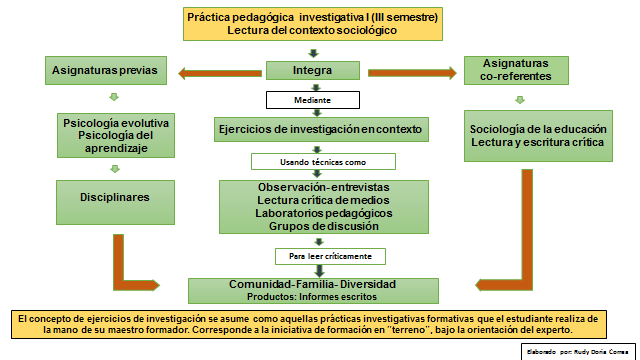 Práctica pedagógica investigativa I (III semestre)
Lectura del contexto sociológico
Asignaturas previas
Integra
Asignaturas
co-referentes
Mediante
Psicología evolutiva
Psicología del
aprendizaje
Ejercicios de investigación en contexto
Sociología de la educación
Lectura y escritura crítica
Usando técnicas como
Disciplinares
Observación- entrevistas
Lectura crítica de medios
Laboratorios pedagógicos
Grupos de discusión
Para leer críticamente
Comunidad- Familia- Diversidad
Productos: Informes escritos
El concepto de ejercicios de investigación se asume como aquellas prácticas investigativas formativas que el estudiante realiza de
la mano de su maestro formador. Corresponde a la iniciativa de formación en ¨terreno¨, bajo la orientación del experto.
Elaborado por: Rudy Doria Correa